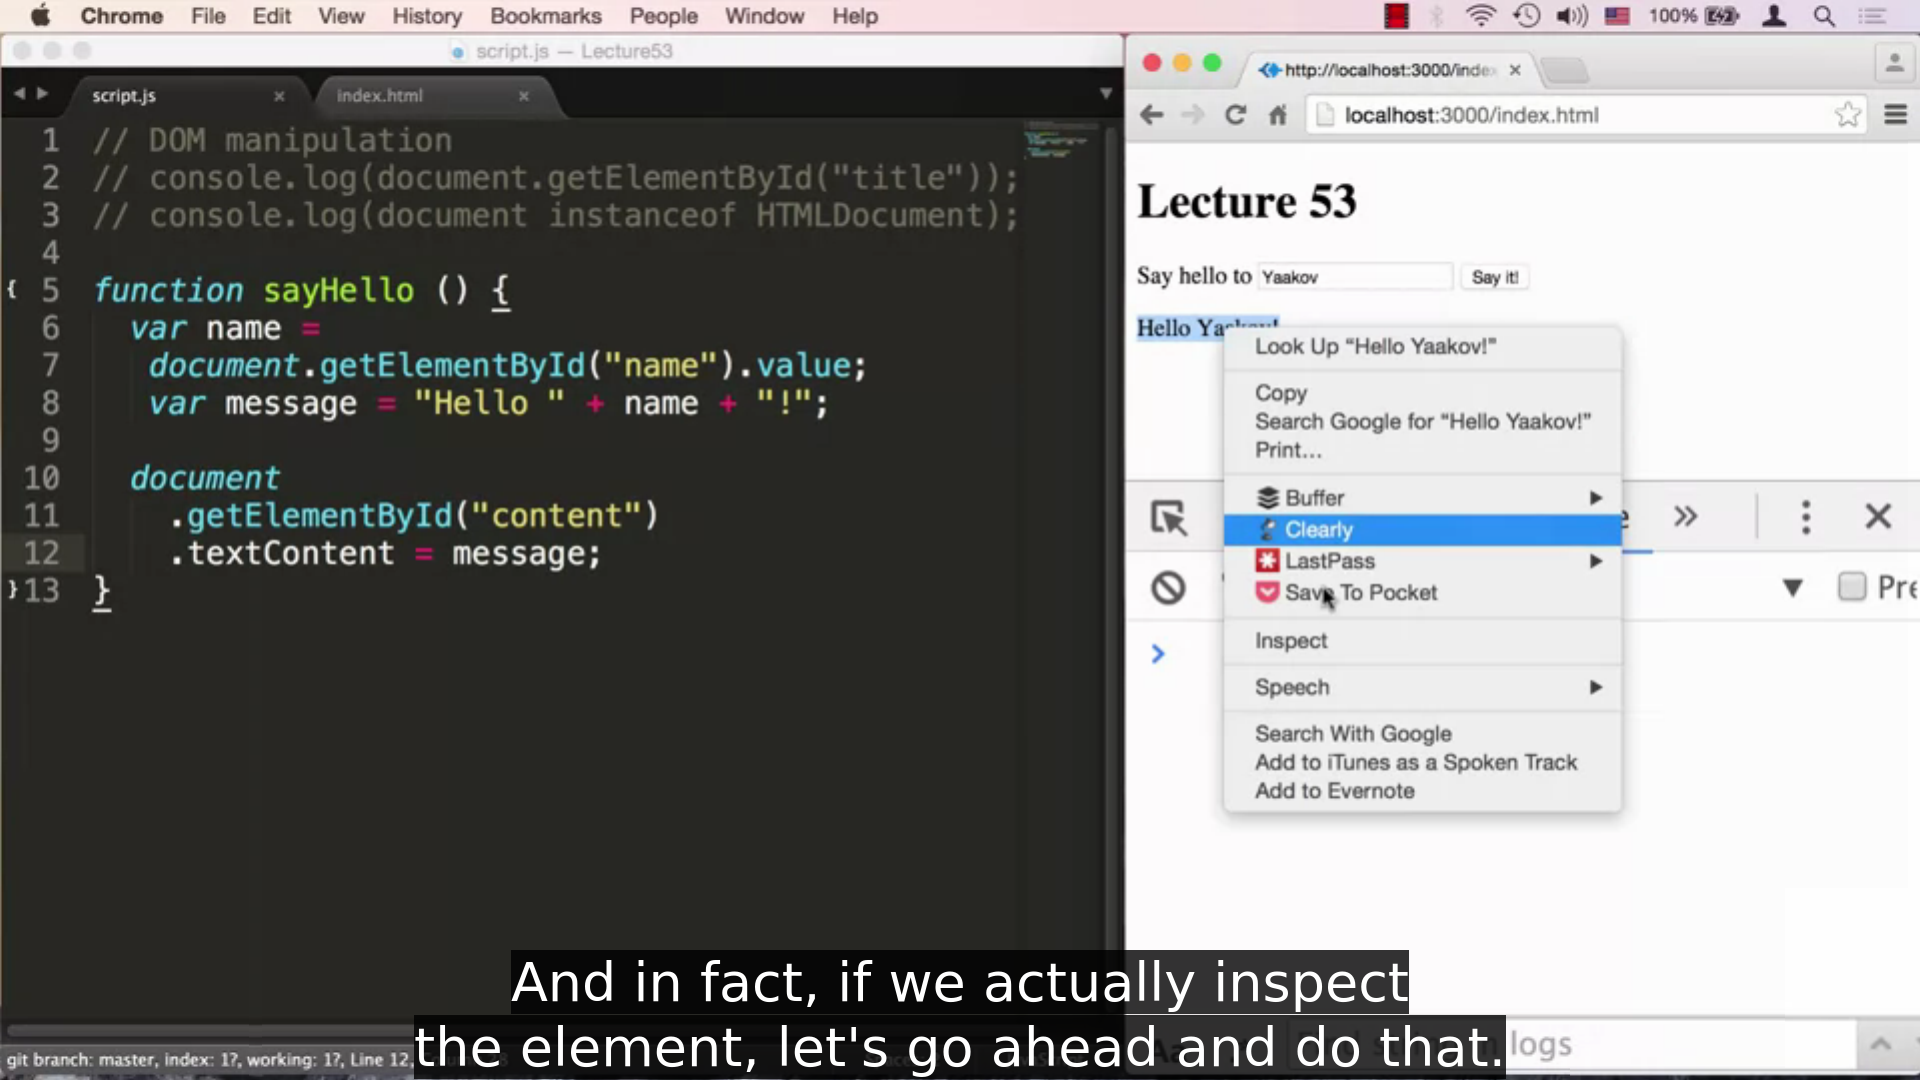 Chrome File Edit View History Bookmarks People Window Help 100%
script.js — Lecture53
script.js × index.html ×
1 // DOM manipulation
2 // console.log(document.getElementById("title"));
3 // console.log(document instanceof HTMLDocument);
4
5 function sayHello () {
6 var name =
7 document.getElementById("name").value;
8 var message = "Hello " + name + "!";
9
10 document
11 .getElementById("content")
12 .textContent = message;
13 }
git branch: master, index: 1?, working: 1?, Line 12,
http://localhost:3000/inde
localhost:3000/index.html
Lecture 53
Say hello to Yaakov Say it!
Hello Yaakov!
Look Up “Hello Yaakov!”
Copy
Search Google for “Hello Yaakov!”
Print...
Buffer
Clearly
LastPass
Save To Pocket
Inspect
Speech
Search With Google
Add to iTunes as a Spoken Track
Add to Evernote
Pre
logs
And in fact, if we actually inspect
the element, let's go ahead and do that.